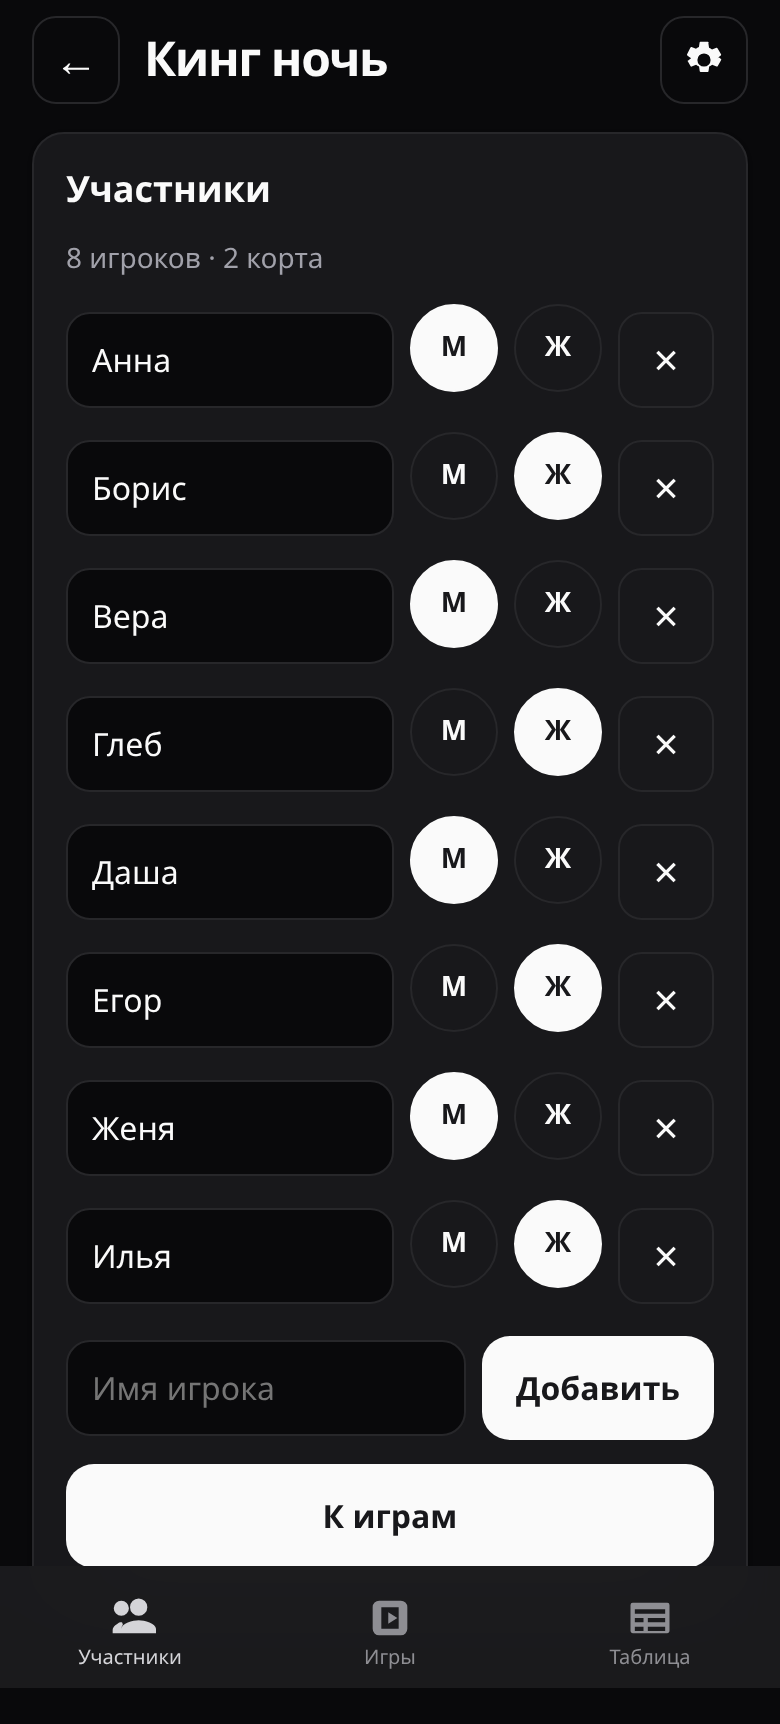 ← Кинг ночь
Участники
8 игроков · 2 корта
Анна М Ж ✕
Борис М Ж ✕
Вера М Ж ✕
Глеб М Ж ✕
Даша М Ж ✕
Егор М Ж ✕
Женя М Ж ✕
Илья М Ж ✕
Имя игрока Добавить
К играм
Участники Игры Таблица